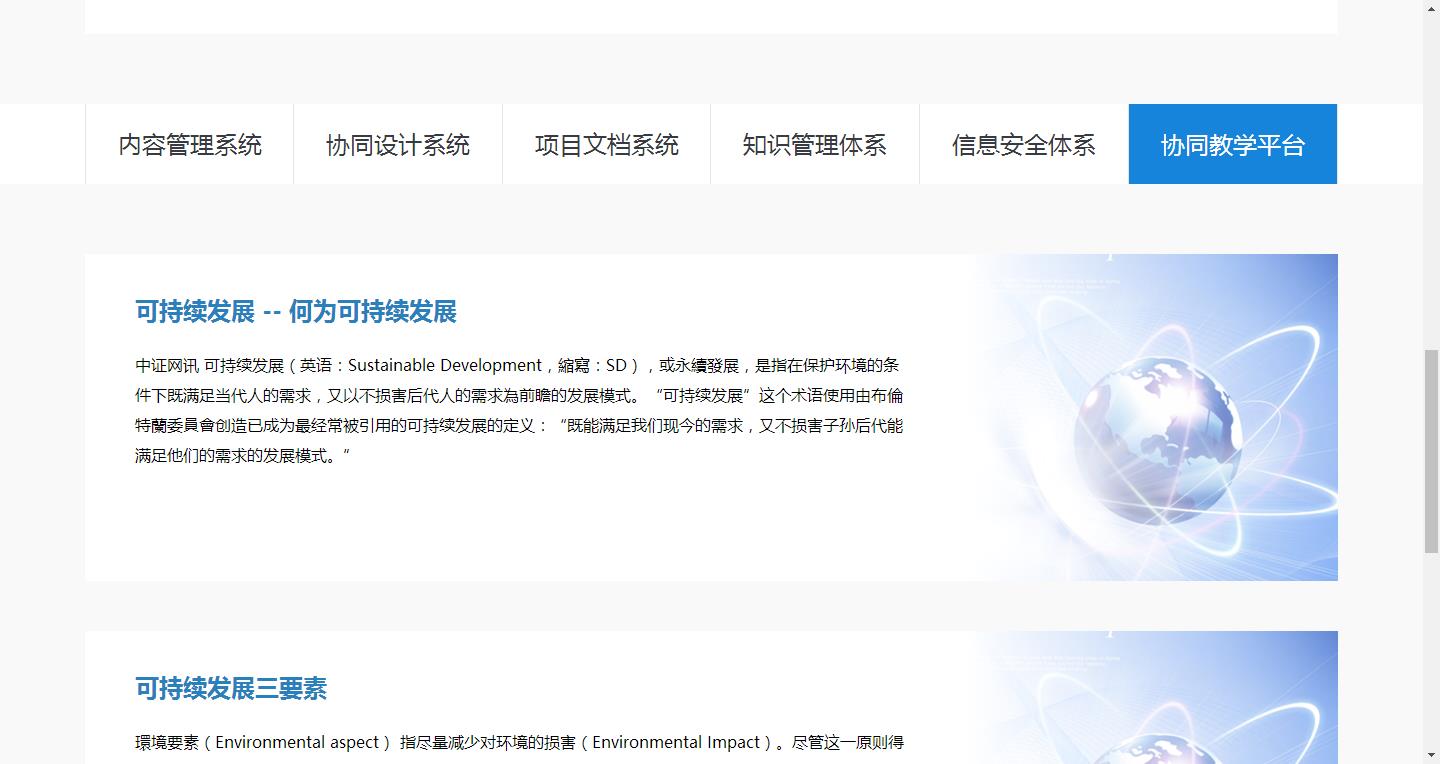 内容管理系统
协同设计系统
项目文档系统
知识管理体系
信息安全体系
协同教学平台
可持续发展 -- 何为可持续发展
中证网讯 可持续发展（英语：Sustainable Development，縮寫：SD），或永續發展，是指在保护环境的条
件下既满足当代人的需求，又以不损害后代人的需求為前瞻的发展模式。“可持续发展”这个术语使用由布倫
特蘭委員會创造已成为最经常被引用的可持续发展的定义：“既能满足我们现今的需求，又不损害子孙后代能
满足他们的需求的发展模式。”
可持续发展三要素
環境要素（Environmental aspect） 指尽量减少对环境的损害（Environmental Impact）。尽管这一原则得